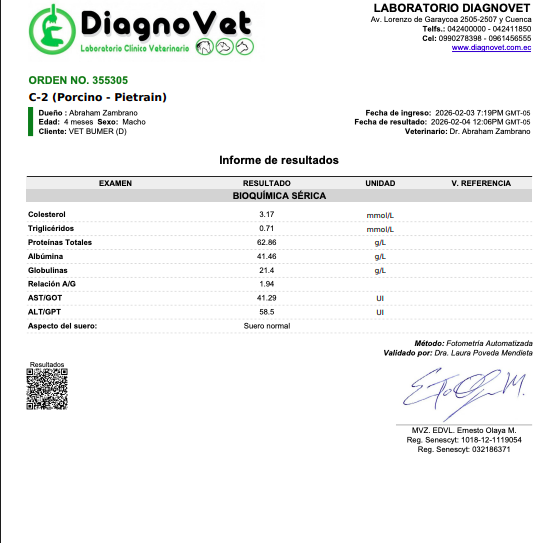 DiagnoVet
Laboratorio Clínico Veterinario
LABORATORIO DIAGNOVET
Av. Lorenzo de Garaycoa 2505-2507 y Cuenca
Telfs.: 042400000 - 042411850
Cel: 0990278398 - 0961456555
www.diagnovet.com.ec
ORDEN NO. 355305
C-2 (Porcino - Pietrain)
Dueño : Abraham Zambrano
Edad: 4 meses Sexo: Macho
Cliente: VET BUMER (D)
Fecha de ingreso: 2026-02-03 7:19PM GMT-05
Fecha de resultado: 2026-02-04 12:06PM GMT-05
Veterinario: Dr. Abraham Zambrano
Informe de resultados
EXAMEN RESULTADO UNIDAD V. REFERENCIA
BIOQUÍMICA SÉRICA
Colesterol 3.17 mmol/L
Triglicéridos 0.71 mmol/L
Proteínas Totales 62.86 g/L
Albúmina 41.46 g/L
Globulinas 21.4 g/L
Relación A/G 1.94
AST/GOT 41.29 UI
ALT/GPT 58.5 UI
Aspecto del suero: Suero normal
Método: Fotometría Automatizada
Validado por: Dra. Laura Poveda Mendieta
Resultados
MVZ. EDVL. Ernesto Olaya M.
Reg. Senescyt: 1018-12-1119054
Reg. Senescyt: 032186371